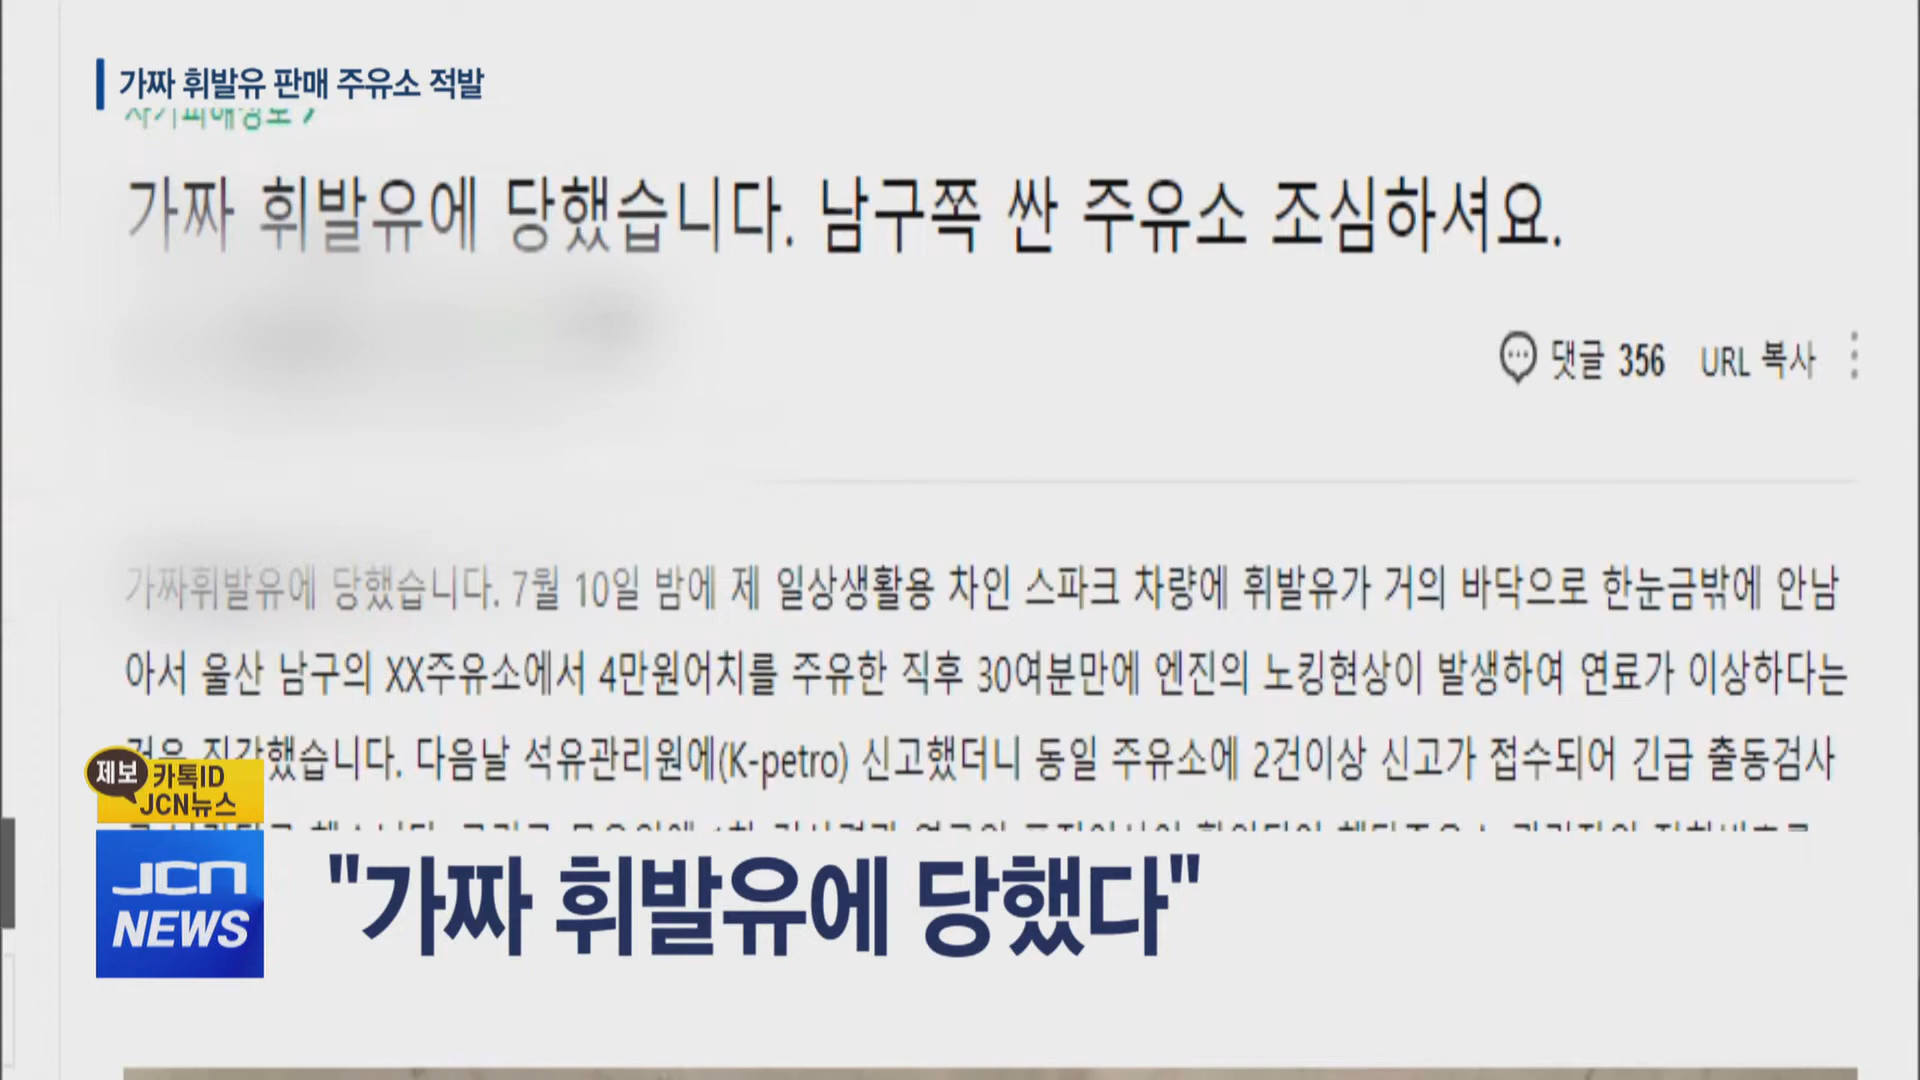 가짜 휘발유 판매 주유소 적발
가짜 휘발유에 당했습니다. 남구쪽 싼 주유소 조심하셔요.
댓글 356 URL 복사
가짜휘발유에 당했습니다. 7월 10일 밤에 제 일상생활용 차인 스파크 차량에 휘발유가 거의 바닥으로 한눈금밖에 안남
아서 울산 남구의 XX주유소에서 4만원어치를 주유한 직후 30여분만에 엔진의 노킹현상이 발생하여 연료가 이상하다는
직감했습니다. 다음날 석유관리원에(K-petro) 신고했더니 동일 주유소에 2건이상 신고가 접수되어 긴급 출동검사
제보 카톡ID
JCN뉴스
JCN
NEWS
"가짜 휘발유에 당했다"